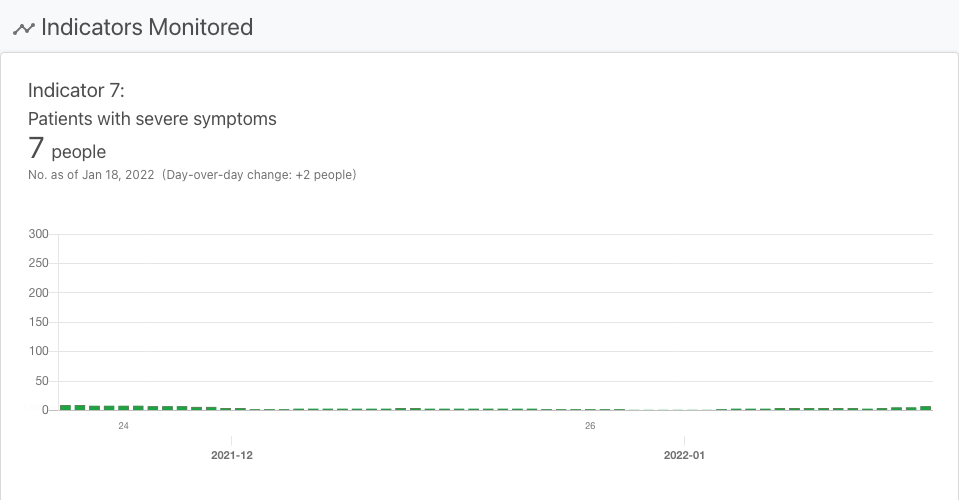 Indicators Monitored
Indicator 7:
Patients with severe symptoms
7 people
No. as of Jan 18, 2022 (Day-over-day change: +2 people)
300
250
200
150
100
50
0
24 26
2021-12 2022-01